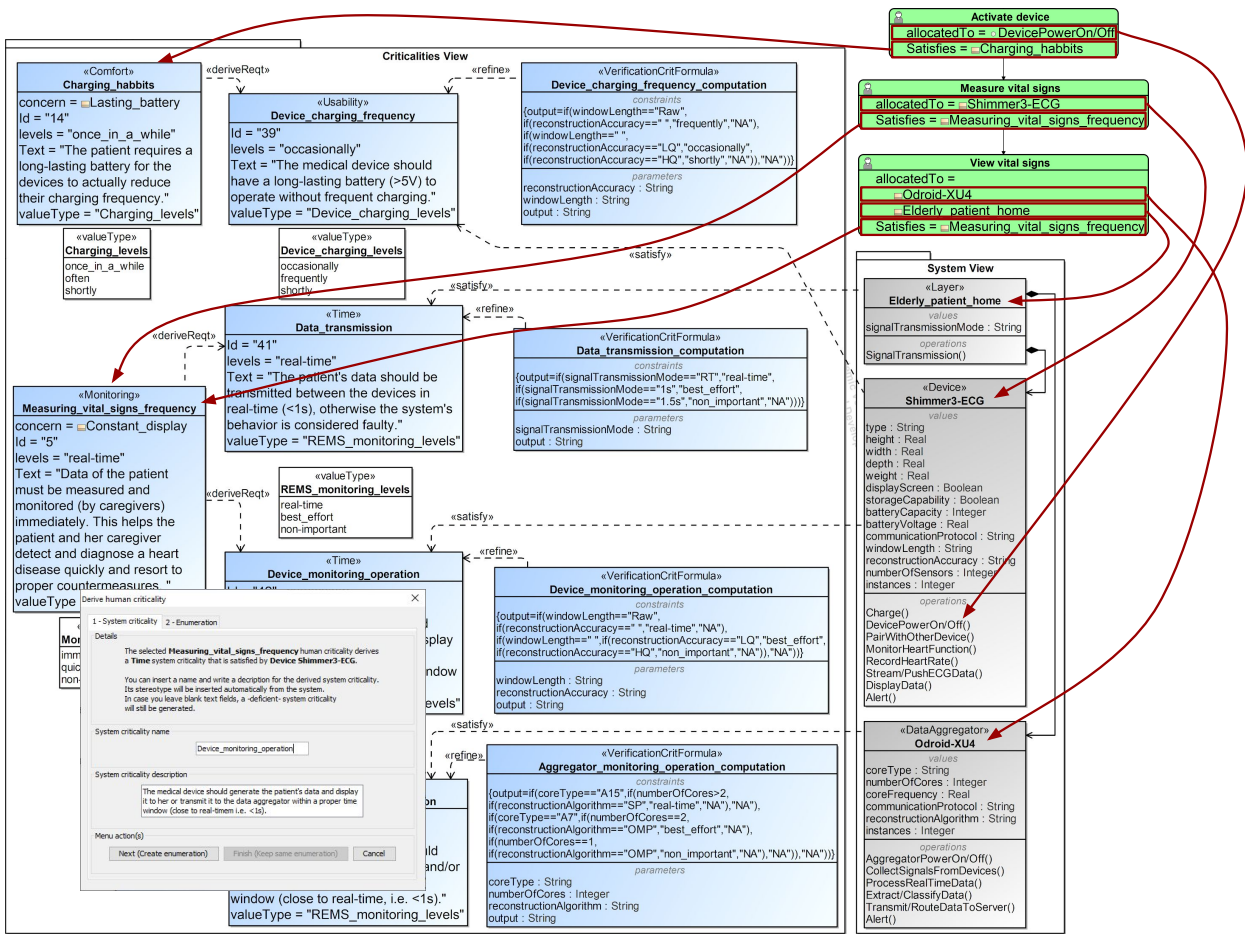 Activate device
allocatedTo = DevicePowerOn/Off
Satisfies = Charging_habbits
Measure vital signs
allocatedTo = Shimmer3-ECG
Satisfies = Measuring_vital_signs_frequency
View vital signs
allocatedTo =
Odroid-XU4
Elderly_patient_home
Satisfies = Measuring_vital_signs_frequency
Criticalities View
«Comfort»
Charging_habbits
concern = Lasting_battery
Id = "14"
levels = "once_in_a_while"
Text = "The patient requires a
long-lasting battery for the
devices to actually reduce
their charging frequency."
valueType = "Charging_levels"
«deriveReqt»
«Usability»
Device_charging_frequency
Id = "39"
levels = "occasionally"
Text = "The medical device should
have a long-lasting battery (>5V) to
operate without frequent charging."
valueType = "Device_charging_levels"
«refine»
«VerificationCritFormula»
Device_charging_frequency_computation
constraints
{output=if(windowLength=="Raw",
if(reconstructionAccuracy==" ","frequently","NA"),
if(windowLength==" ",
if(reconstructionAccuracy=="LQ","occasionally",
if(reconstructionAccuracy=="HQ","shortly","NA")),"NA"))}
parameters
reconstructionAccuracy : String
windowLength : String
output : String
«valueType»
Charging_levels
once_in_a_while
often
shortly
«valueType»
Device_charging_levels
occasionally
frequently
shortly
«satisfy»
«satisfy»
«Time»
Data_transmission
Id = "41"
levels = "real-time"
Text = "The patient's data should be
transmitted between the devices in
real-time (<1s), otherwise the system's
behavior is considered faulty."
valueType = "REMS_monitoring_levels"
«deriveReqt»
«refine»
«VerificationCritFormula»
Data_transmission_computation
constraints
{output=if(signalTransmissionMode=="RT","real-time",
if(signalTransmissionMode=="1s","best_effort",
if(signalTransmissionMode=="1.5s","non_important","NA")))}
parameters
signalTransmissionMode : String
output : String
«Monitoring»
Measuring_vital_signs_frequency
concern = Constant_display
Id = "5"
levels = "real-time"
Text = "Data of the patient
must be measured and
monitored (by caregivers)
immediately. This helps the
patient and her caregiver
detect and diagnose a heart
disease quickly and resort to
proper countermeasures. "
valueType
«deriveReqt»
«valueType»
REMS_monitoring_levels
real-time
best_effort
non-important
«satisfy»
«refine»
«Time»
Device_monitoring_operation
«VerificationCritFormula»
Device_monitoring_operation_computation
constraints
{output=if(windowLength=="Raw",
if(reconstructionAccuracy==" ","real-time","NA"),
if(windowLength==" ",if(reconstructionAccuracy=="LQ","best_effort",
if(reconstructionAccuracy=="HQ","non_important","NA")),"NA"))}
parameters
windowLength : String
reconstructionAccuracy : String
output : String
Derive human criticality
1 - System criticality
2 - Enumeration
Details
The selected Measuring_vital_signs_frequency human criticality derives
a Time system criticality that is satisfied by Device Shimmer3-ECG.
You can insert a name and write a decription for the derived system criticality.
Its stereotype will be inserted automatically from the system.
In case you leave blank text fields, a -deficient- system criticality
will still be generated.
System criticality name
Device_monitoring_operation
System criticality description
The medical device should generate the patient's data and display
it to her or transmit it to the data aggregator within a proper time
window (close to real-timem i.e. <1s).
Menu action(s)
Next (Create enumeration)
Finish (Keep same enumeration)
Cancel
«satisfy»
«refine»
and/or
window (close to real-time, i.e. <1s)."
valueType = "REMS_monitoring_levels"
«VerificationCritFormula»
Aggregator_monitoring_operation_computation
constraints
{output=if(coreType=="A15",if(numberOfCores>2,
if(reconstructionAlgorithm=="SP","real-time","NA"),"NA"),
if(coreType=="A7",if(numberOfCores==2,
if(reconstructionAlgorithm=="OMP","best_effort","NA"),
if(numberOfCores==1,
if(reconstructionAlgorithm=="OMP","non_important","NA"),"NA")),"NA"))}
parameters
coreType : String
numberOfCores : Integer
reconstructionAlgorithm : String
output : String
System View
«Layer»
Elderly_patient_home
values
signalTransmissionMode : String
operations
SignalTransmission()
«Device»
Shimmer3-ECG
values
type : String
height : Real
width : Real
depth : Real
weight : Real
displayScreen : Boolean
storageCapability : Boolean
batteryCapacity : Integer
batteryVoltage : Real
communicationProtocol : String
windowLength : String
reconstructionAccuracy : String
numberOfSensors : Integer
instances : Integer
operations
Charge()
DevicePowerOn/Off()
PairWithOtherDevice()
MonitorHeartFunction()
RecordHeartRate()
Stream/PushECGData()
DisplayData()
Alert()
«DataAggregator»
Odroid-XU4
values
coreType : String
numberOfCores : Integer
coreFrequency : Real
communicationProtocol : String
reconstructionAlgorithm : String
instances : Integer
operations
AggregatorPowerOn/Off()
CollectSignalsFromDevices()
ProcessRealTimeData()
Extract/ClassifyData()
Transmit/RouteDataToServer()
Alert()